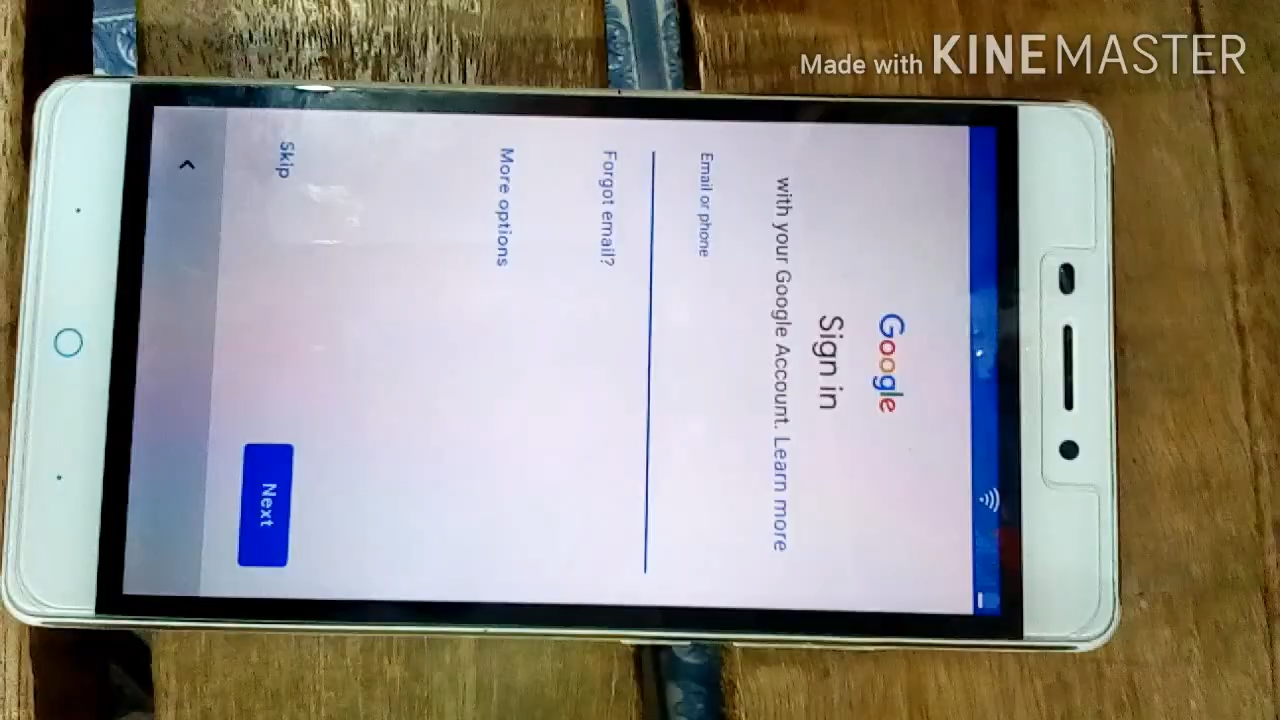 Made with KINEMASTER
Google
Sign in
with your Google Account. Learn more
Email or phone
Forgot email?
More options
Skip
Next